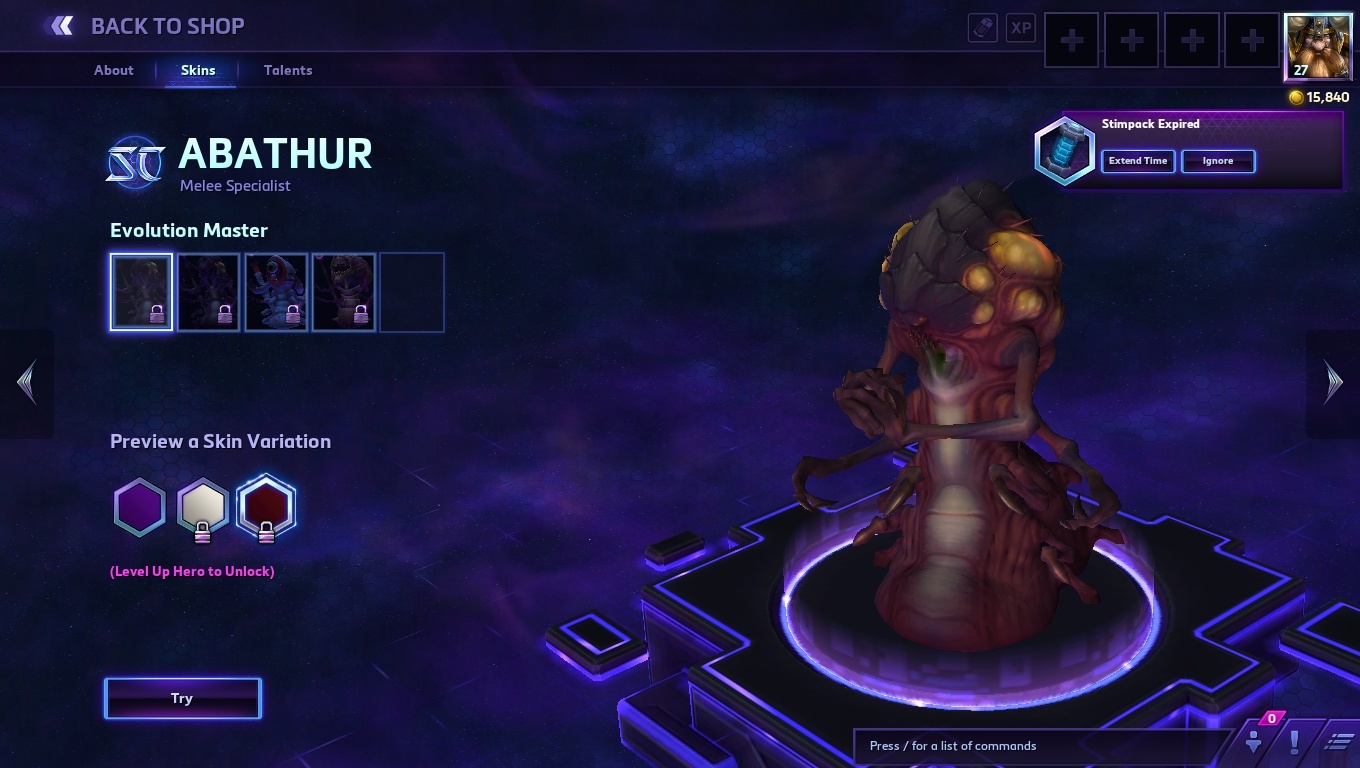 BACK TO SHOP
XP
27
15,840
About
Skins
Talents
Stimpack Expired
Extend Time
Ignore
SC
ABATHUR
Melee Specialist
Evolution Master
Preview a Skin Variation
(Level Up Hero to Unlock)
Try
0
Press / for a list of commands